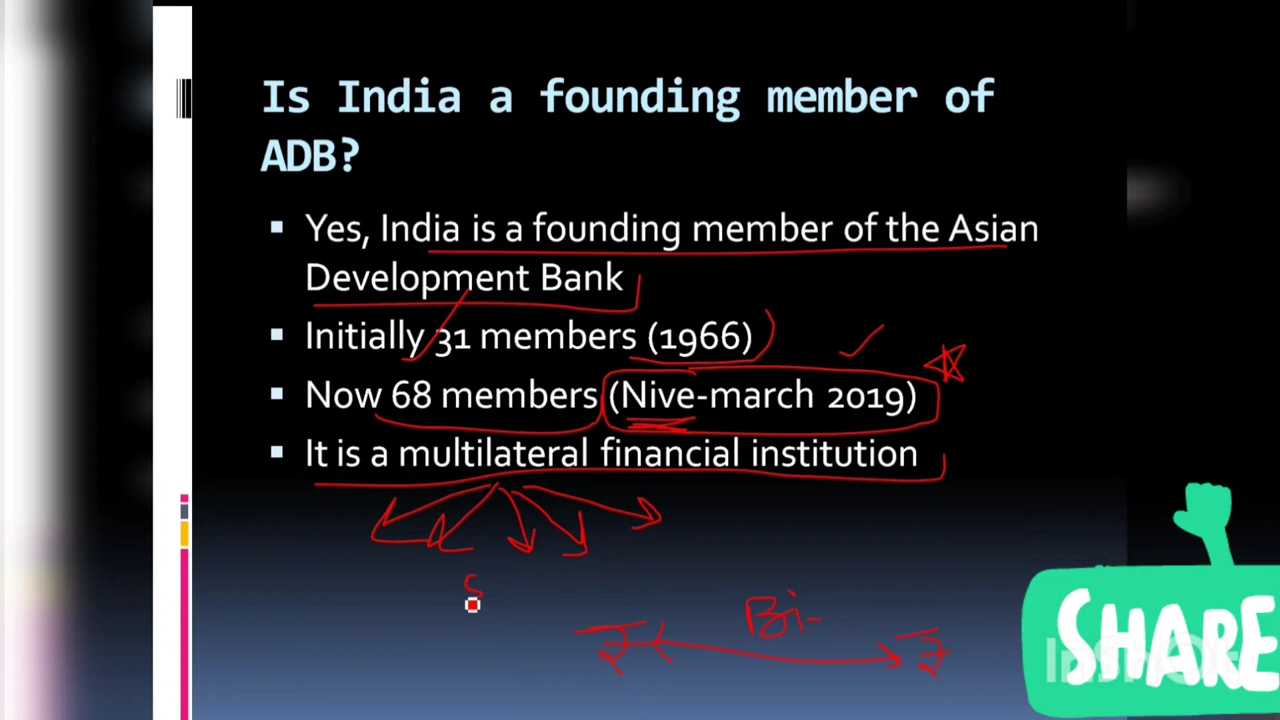 Is India a founding member of
ADB?
Yes, India is a founding member of the Asian
Development Bank
Initially 31 members (1966)
Now 68 members (Nive-march 2019)
It is a multilateral financial institution
Bi-
SHARE